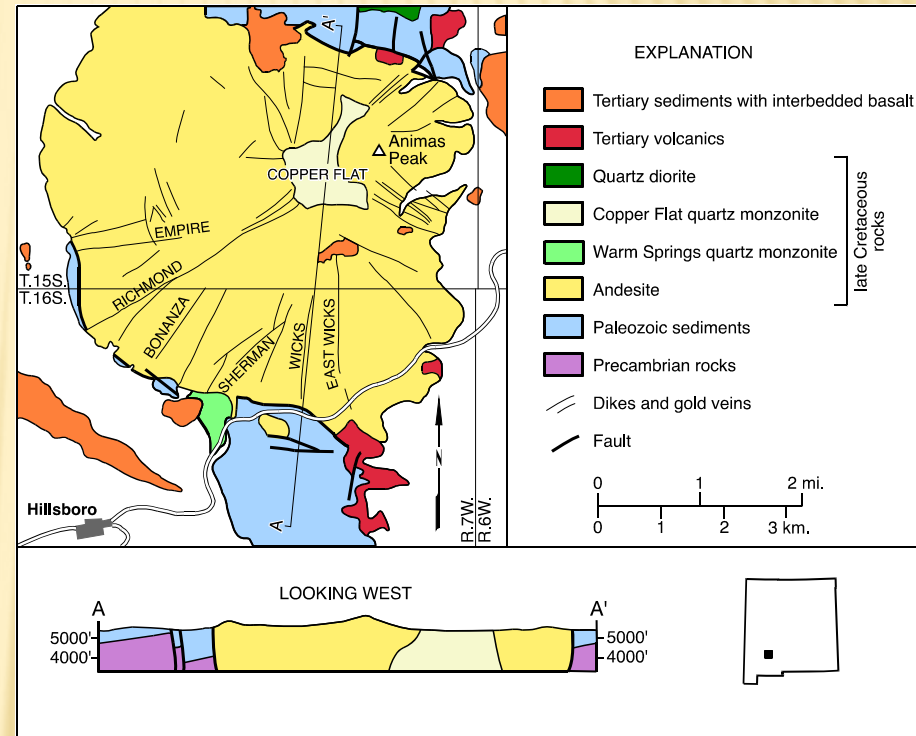 A'
Animas
Peak
COPPER FLAT
EMPIRE
RICHMOND
T.15S.
T.16S.
BONANZA
SHERMAN
WICKS
EAST WICKS
N
Hillsboro
A
R.7W.
R.6W.
EXPLANATION
Tertiary sediments with interbedded basalt
Tertiary volcanics
Quartz diorite
Copper Flat quartz monzonite
Warm Springs quartz monzonite
Andesite
late Cretaceous
rocks
Paleozoic sediments
Precambrian rocks
Dikes and gold veins
Fault
0 1 2 mi.
0 1 2 3 km.
LOOKING WEST
A A'
5000' 5000'
4000' 4000'